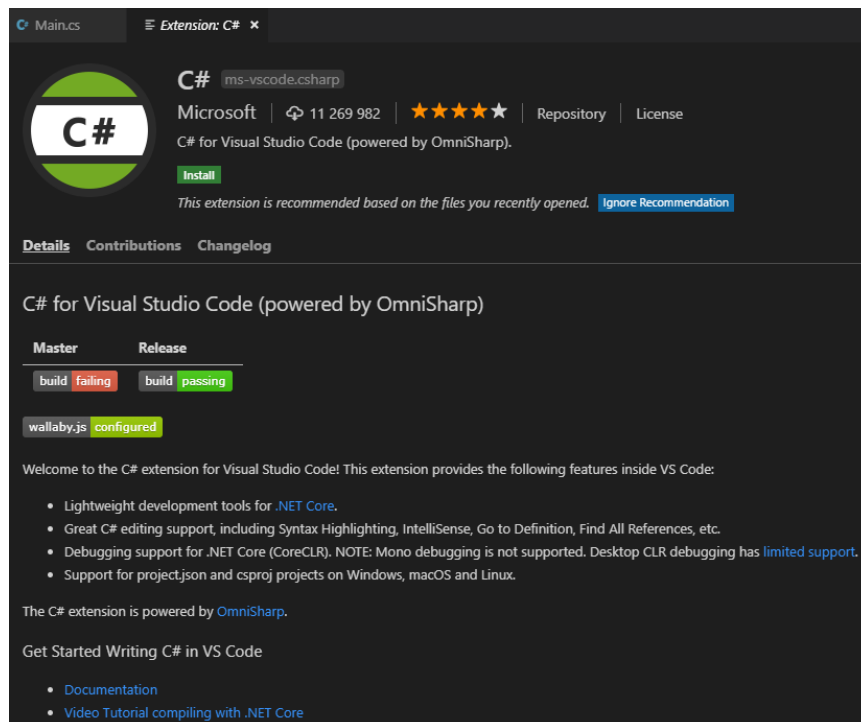 C# Main.cs Extension: C# ×
C# ms-vscode.csharp
C# Microsoft 11 269 982 Repository License
C# for Visual Studio Code (powered by OmniSharp).
Install
This extension is recommended based on the files you recently opened. Ignore Recommendation
Details Contributions Changelog
C# for Visual Studio Code (powered by OmniSharp)
Master Release
build failing build passing
wallaby.js configured
Welcome to the C# extension for Visual Studio Code! This extension provides the following features inside VS Code:
• Lightweight development tools for .NET Core.
• Great C# editing support, including Syntax Highlighting, IntelliSense, Go to Definition, Find All References, etc.
• Debugging support for .NET Core (CoreCLR). NOTE: Mono debugging is not supported. Desktop CLR debugging has limited support.
• Support for project.json and csproj projects on Windows, macOS and Linux.
The C# extension is powered by OmniSharp.
Get Started Writing C# in VS Code
• Documentation
• Video Tutorial compiling with .NET Core